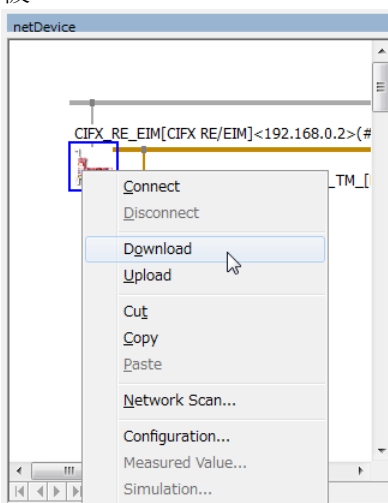 netDevice
CIFX_RE_EIM[CIFX RE/EIM]<192.168.0.2>(#
_TM_[
Connect
Disconnect
Download
Upload
Cut
Copy
Paste
Network Scan...
Configuration...
Measured Value...
Simulation...